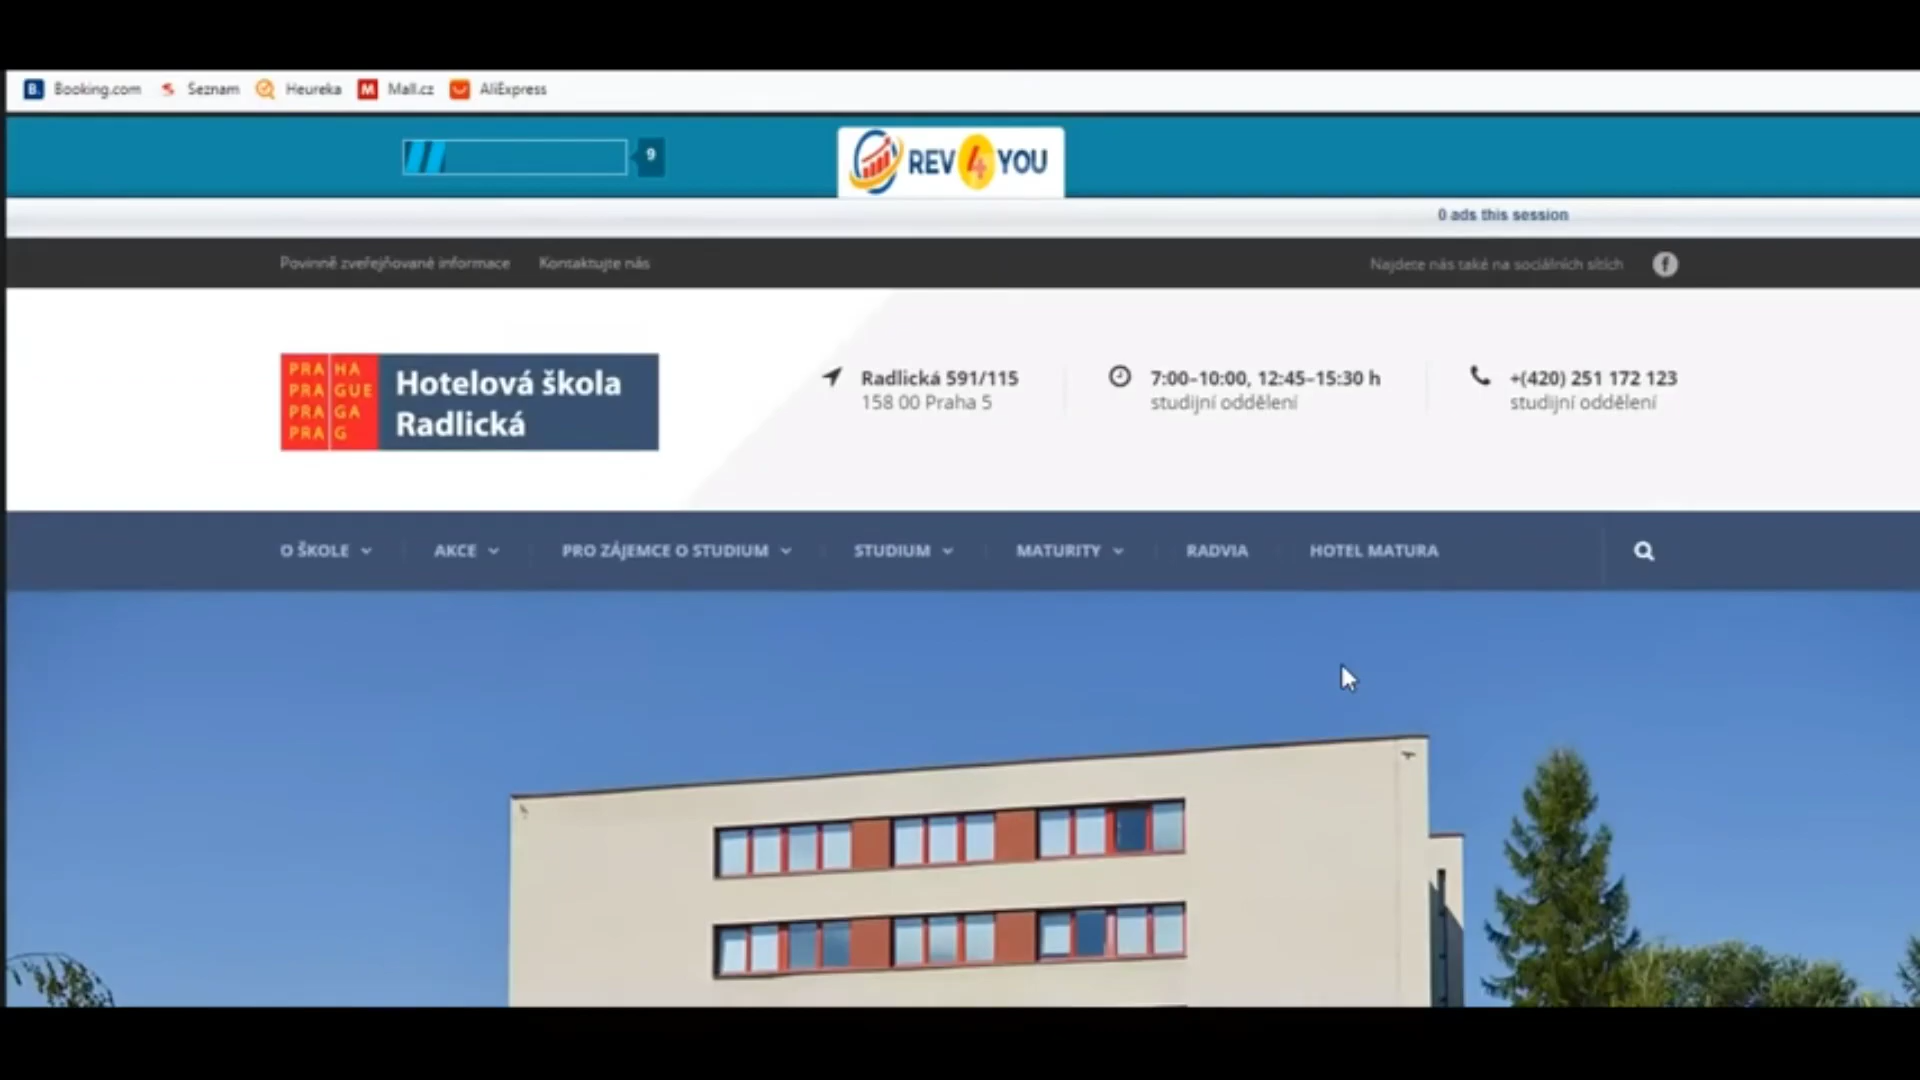 Booking.com Seznam Heureka Mall.cz AliExpress
9
REV 4 YOU
0 ads this session
Povinně zveřejňované informace Kontaktujte nás
Najdete nás také na sociálních sítích
PRA HA
PRA GUE
PRA GA
PRA G
Hotelová škola
Radlická
Radlická 591/115
158 00 Praha 5
7:00–10:00, 12:45–15:30 h
studijní oddělení
+(420) 251 172 123
studijní oddělení
O ŠKOLE AKCE PRO ZÁJEMCE O STUDIUM STUDIUM MATURITY RADVIA HOTEL MATURA